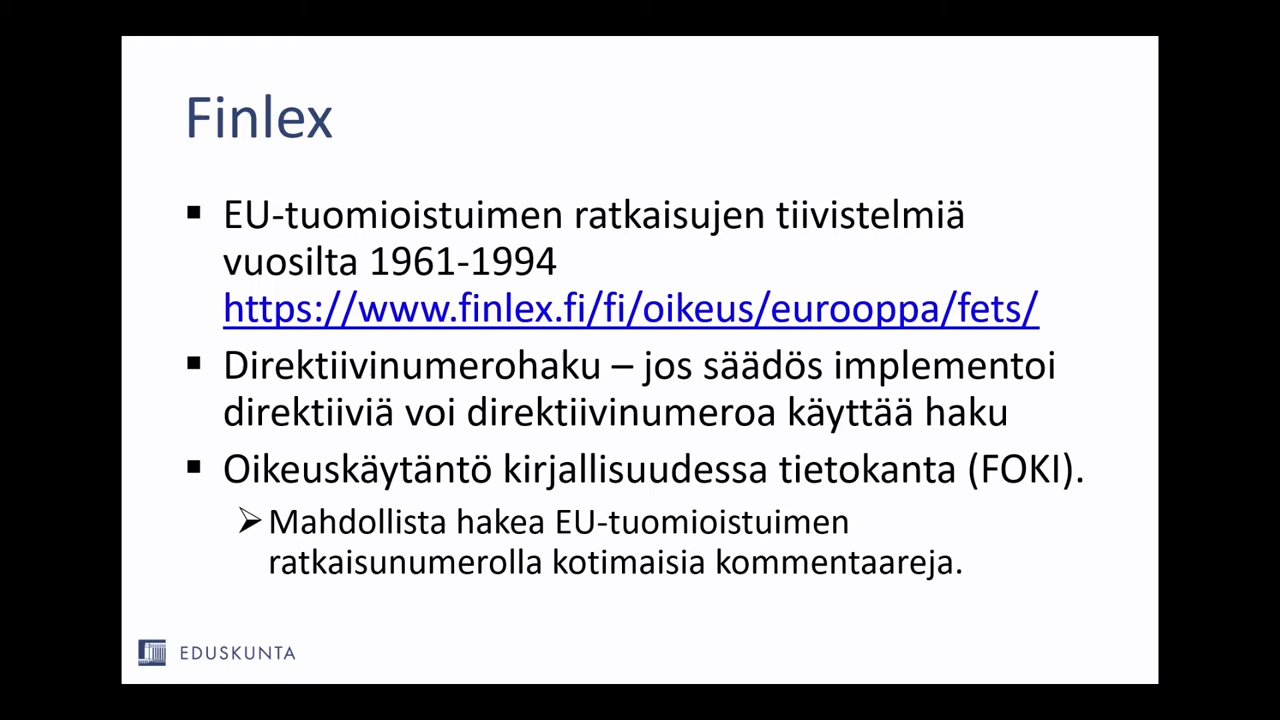 Finlex
▪ EU-tuomioistuimen ratkaisujen tiivistelmiä
vuosilta 1961-1994
https://www.finlex.fi/fi/oikeus/eurooppa/fets/
▪ Direktiivinumerohaku – jos säädös implementoi
direktiiviä voi direktiivinumeroa käyttää haku
▪ Oikeuskäytäntö kirjallisuudessa tietokanta (FOKI).
➢ Mahdollista hakea EU-tuomioistuimen
ratkaisunumerolla kotimaisia kommentaareja.
EDUSKUNTA